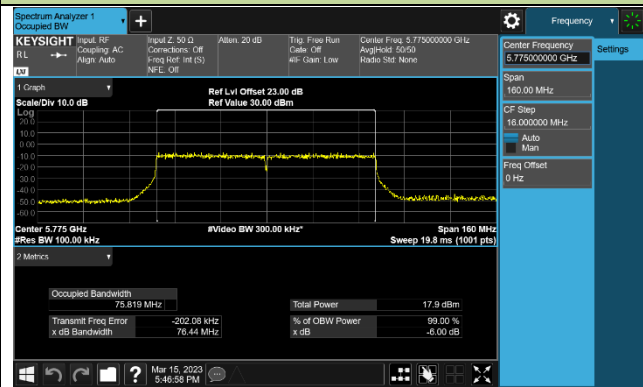 Spectrum Analyzer 1
Occupied BW
Frequency
KEYSIGHT
RL
LXI
Input: RF
Coupling: AC
Align: Auto
Input Z: 50 Ω
Corrections: Off
Freq Ref: Int (S)
NFE: Off
Atten: 20 dB
Trig: Free Run
Gate: Off
#IF Gain: Low
Center Freq: 5.775000000 GHz
Avg|Hold: 50/50
Radio Std: None
Center Frequency
5.775000000 GHz
Settings
Span
160.00 MHz
CF Step
16.000000 MHz
Auto
Man
Freq Offset
0 Hz
1 Graph
Scale/Div 10.0 dB
Ref Lvl Offset 23.00 dB
Ref Value 30.00 dBm
Log
20.0
10.0
0.00
-10.0
-20.0
-30.0
-40.0
-50.0
-60.0
Center 5.775 GHz
#Video BW 300.00 kHz*
Span 160 MHz
#Res BW 100.00 kHz
Sweep 19.8 ms (1001 pts)
2 Metrics
Occupied Bandwidth
75.819 MHz
Total Power 17.9 dBm
Transmit Freq Error -202.08 kHz
% of OBW Power 99.00 %
x dB Bandwidth 76.44 MHz
x dB -6.00 dB
?
Mar 15, 2023
5:46:58 PM